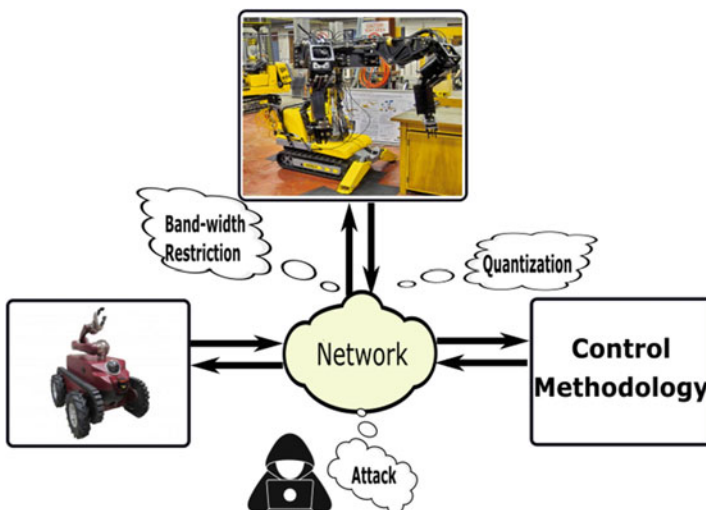 Band-width
Restriction
Quantization
Network
Control
Methodology
Attack